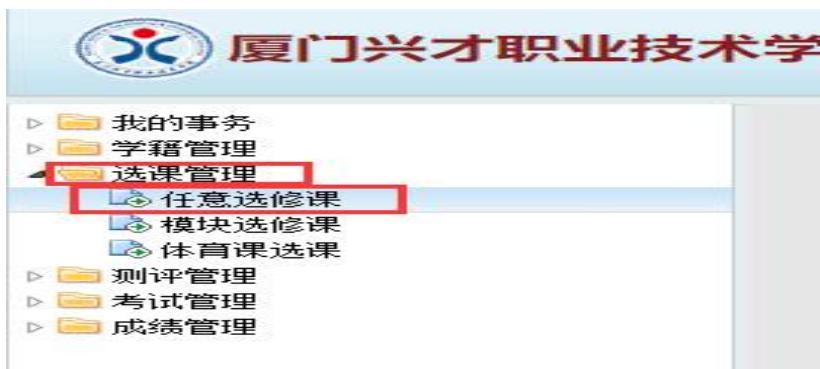 厦门兴才职业技术学
我的事务
学籍管理
选课管理
任意选修课
模块选修课
体育课选课
测评管理
考试管理
成绩管理